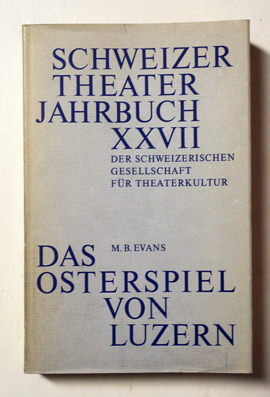 SCHWEIZER
THEATER
JAHRBUCH
XXVII
DER SCHWEIZERISCHEN
GESELLSCHAFT
FÜR THEATERKULTUR
M. B. EVANS
DAS
OSTERSPIEL
VON
LUZERN